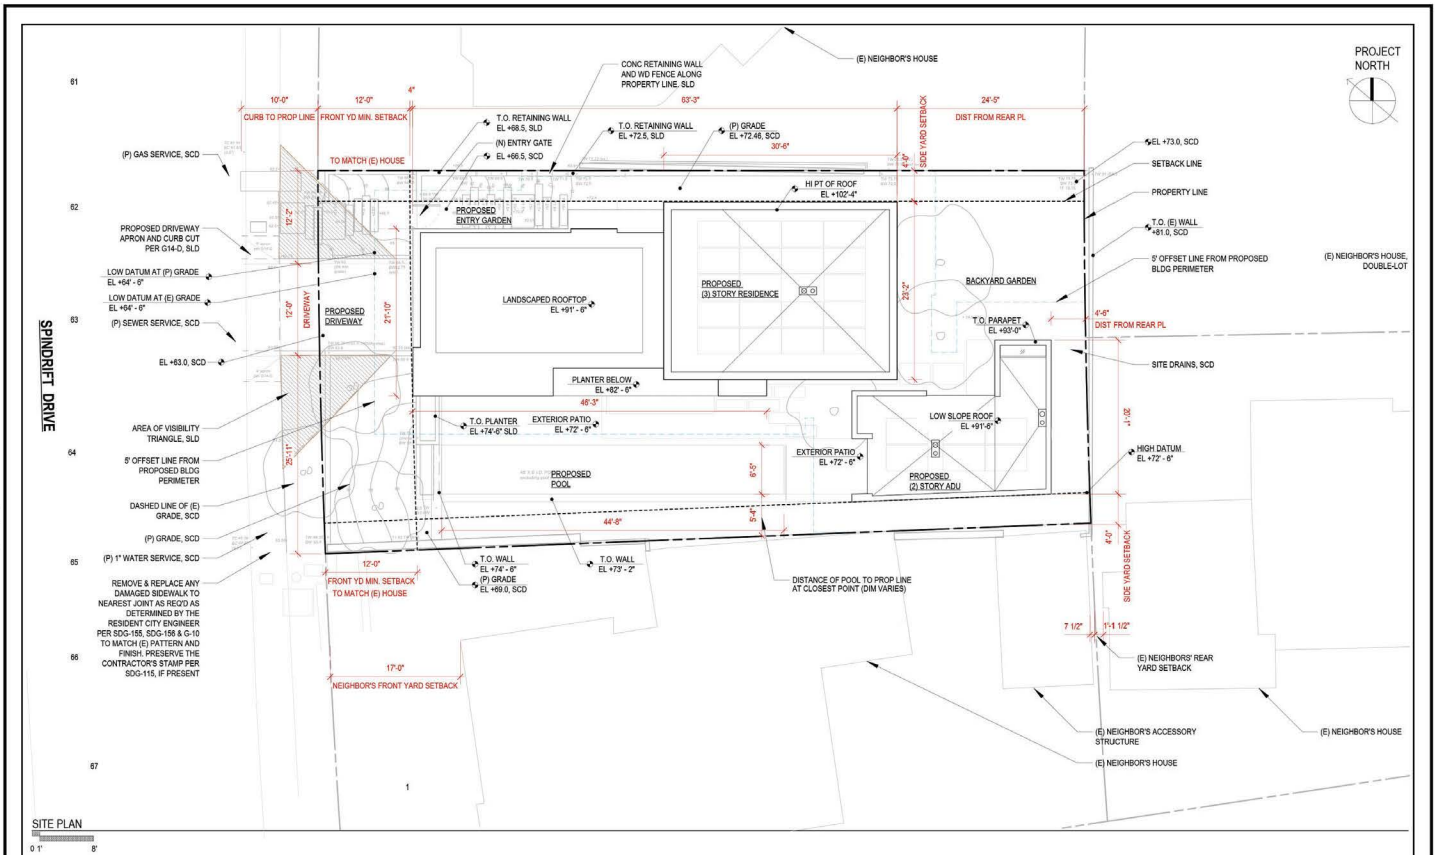 PROJECT
NORTH
(E) NEIGHBOR'S HOUSE
CONC RETAINING WALL
AND WD FENCE ALONG
PROPERTY LINE, SLD
61
10'-0"
12'-0"
4"
63'-3"
24'-5"
CURB TO PROP LINE
FRONT YD MIN. SETBACK
DIST FROM REAR PL
SIDE YARD SETBACK
4'-0"
T.O. RETAINING WALL
EL +68.5, SLD
T.O. RETAINING WALL
EL +72.5, SLD
(P) GRADE
EL +72.46, SCD
(N) ENTRY GATE
EL +66.5, SCD
30'-6"
EL +73.0, SCD
(P) GAS SERVICE, SCD
TO MATCH (E) HOUSE
SETBACK LINE
HI PT OF ROOF
EL +102'-4"
PROPERTY LINE
62
12'-2"
PROPOSED
ENTRY GARDEN
T.O. (E) WALL
+81.0, SCD
PROPOSED DRIVEWAY
APRON AND CURB CUT
PER G14-D, SLD
5' OFFSET LINE FROM PROPOSED
BLDG PERIMETER
(E) NEIGHBOR'S HOUSE,
DOUBLE-LOT
LOW DATUM AT (P) GRADE
EL +64' - 6"
BACKYARD GARDEN
PROPOSED
(3) STORY RESIDENCE
23'-2"
LOW DATUM AT (E) GRADE
EL +64' - 6"
LANDSCAPED ROOFTOP
EL +91' - 6"
PROPOSED
DRIVEWAY
12'-0"
DRIVEWAY
21'-10"
4'-6"
DIST FROM REAR PL
63
SPINDRIFT DRIVE
(P) SEWER SERVICE, SCD
T.O. PARAPET
EL +93'-0"
EL +63.0, SCD
SITE DRAINS, SCD
PLANTER BELOW
EL +82' - 6"
46'-3"
AREA OF VISIBILITY
TRIANGLE, SLD
T.O. PLANTER
EL +74'-6" SLD
EXTERIOR PATIO
EL +72' - 6"
LOW SLOPE ROOF
EL +91'-6"
20'-1"
64
25'-11"
5' OFFSET LINE FROM
PROPOSED BLDG
PERIMETER
EXTERIOR PATIO
EL +72' - 6"
HIGH DATUM
EL +72' - 6"
PROPOSED
POOL
6'-5"
PROPOSED
(2) STORY ADU
DASHED LINE OF (E)
GRADE, SCD
5'-4"
44'-8"
(P) GRADE, SCD
4'-0"
SIDE YARD SETBACK
(P) 1" WATER SERVICE, SCD
65
12'-0"
FRONT YD MIN. SETBACK
TO MATCH (E) HOUSE
T.O. WALL
EL +74' - 6"
(P) GRADE
EL +69.0, SCD
T.O. WALL
EL +73' - 2"
DISTANCE OF POOL TO PROP LINE
AT CLOSEST POINT (DIM VARIES)
REMOVE & REPLACE ANY
DAMAGED SIDEWALK TO
NEAREST JOINT AS REQ'D AS
DETERMINED BY THE
RESIDENT CITY ENGINEER
PER SDG-155, SDG-156 & G-10
TO MATCH (E) PATTERN AND
FINISH. PRESERVE THE
CONTRACTOR'S STAMP PER
SDG-115, IF PRESENT
7 1/2"
1'-1 1/2"
66
17'-0"
NEIGHBOR'S FRONT YARD SETBACK
(E) NEIGHBORS' REAR
YARD SETBACK
(E) NEIGHBOR'S ACCESSORY
STRUCTURE
(E) NEIGHBOR'S HOUSE
(E) NEIGHBOR'S HOUSE
67
1
SITE PLAN
0 1'
8'